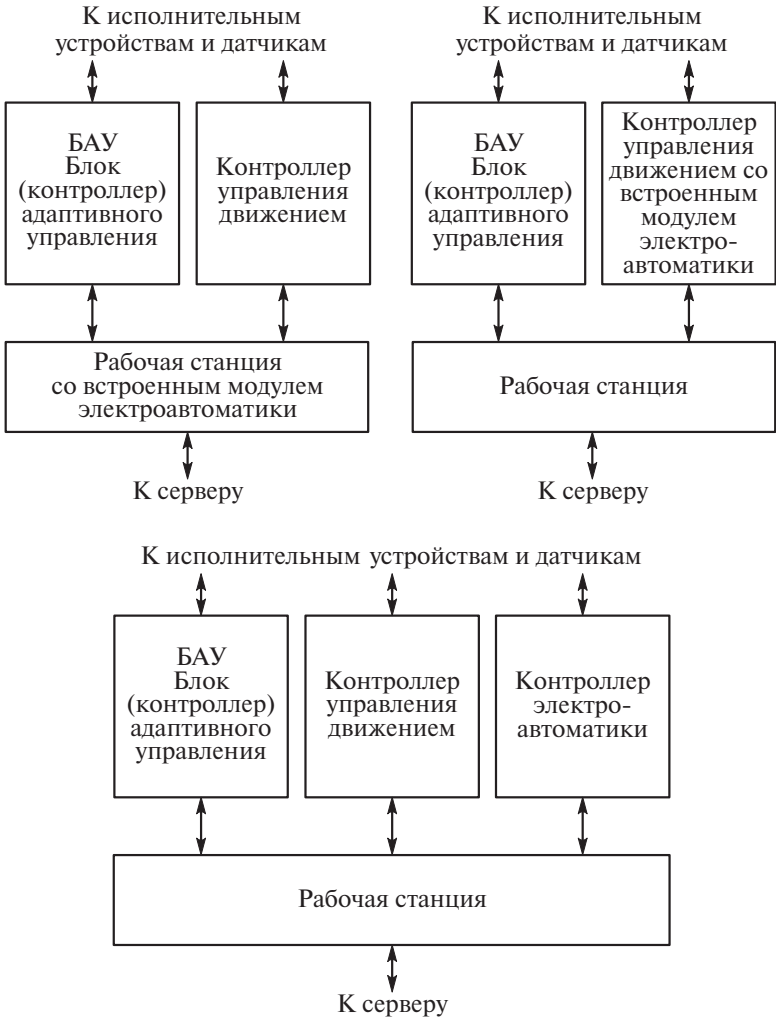 К исполнительным
устройствам и датчикам
БАУ
Блок
(контроллер)
адаптивного
управления
Контроллер
управления
движением
Рабочая станция
со встроенным модулем
электроавтоматики
К серверу
К исполнительным
устройствам и датчикам
БАУ
Блок
(контроллер)
адаптивного
управления
Контроллер
управления
движением со
встроенным
модулем
электро-
автоматики
Рабочая станция
К серверу
К исполнительным устройствам и датчикам
БАУ
Блок
(контроллер)
адаптивного
управления
Контроллер
управления
движением
Контроллер
электро-
автоматики
Рабочая станция
К серверу